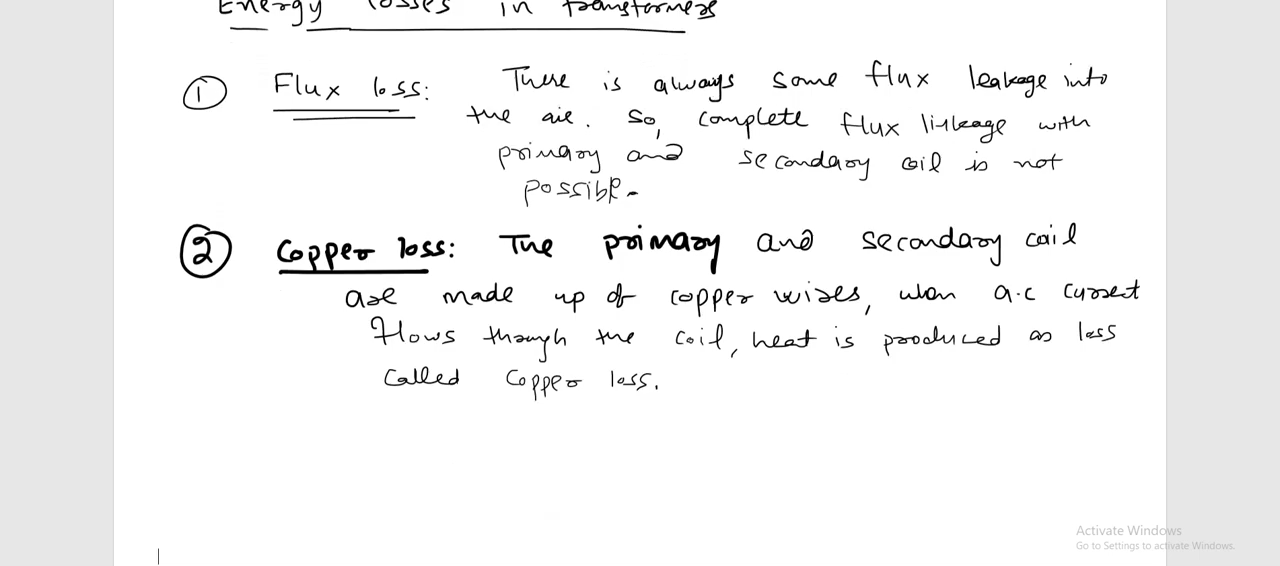 Energy losses in transformers
① Flux loss: There is always some flux leakage into
the air. So, complete flux linkage with
primary and secondary coil is not
possible.
② Copper loss: The primary and secondary coil
are made up of copper wires, when a.c current
flows though the coil, heat is produced as loss
called copper loss.
Activate Windows
Go to Settings to activate Windows.